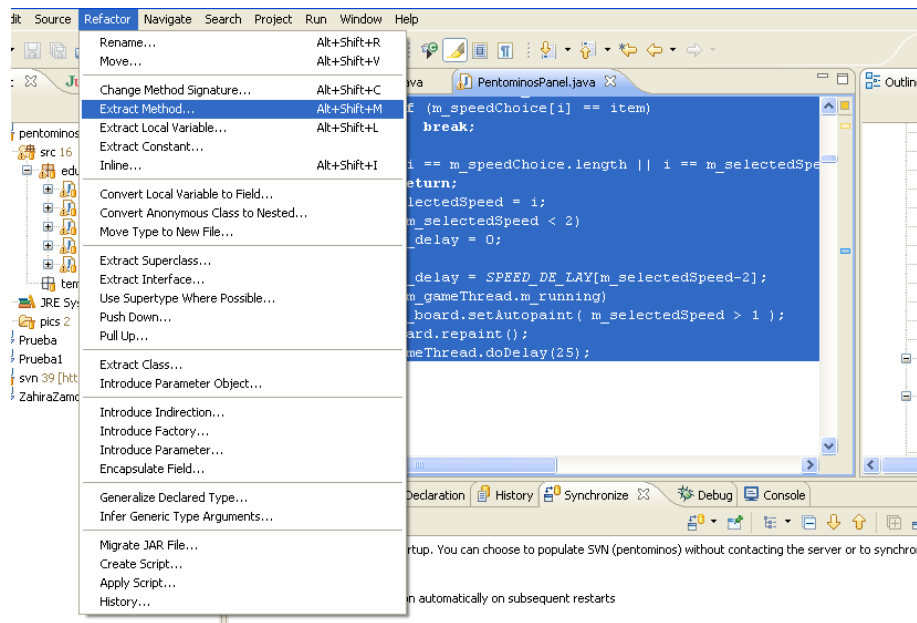 dit Source Refactor Navigate Search Project Run Window Help
Rename... Alt+Shift+R
Move... Alt+Shift+V
Change Method Signature... Alt+Shift+C
Extract Method... Alt+Shift+M
Extract Local Variable... Alt+Shift+L
Extract Constant...
Inline... Alt+Shift+I
Convert Local Variable to Field...
Convert Anonymous Class to Nested...
Move Type to New File...
Extract Superclass...
Extract Interface...
Use Supertype Where Possible...
Push Down...
Pull Up...
Extract Class...
Introduce Parameter Object...
Introduce Indirection...
Introduce Factory...
Introduce Parameter...
Encapsulate Field...
Generalize Declared Type...
Infer Generic Type Arguments...
Migrate JAR File...
Create Script...
Apply Script...
History...
Ju
pentominos
src 16
edu
tem
JRE Sys
pics 2
Prueba
Prueba1
svn 39 [htt
ZahiraZamo
ava PentominosPanel.java
f (m_speedChoice[i] == item)
break;
i == m_speedChoice.length || i == m_selectedSpe
eturn;
lectedSpeed = i;
m_selectedSpeed < 2)
_delay = 0;
_delay = SPEED_DE_LAY[m_selectedSpeed-2];
m_gameThread.m_running)
_board.setAutopaint( m_selectedSpeed > 1 );
ard.repaint();
meThread.doDelay(25);
Outlin
Declaration History Synchronize Debug Console
rtup. You can choose to populate SVN (pentominos) without contacting the server or to synchro
n automatically on subsequent restarts